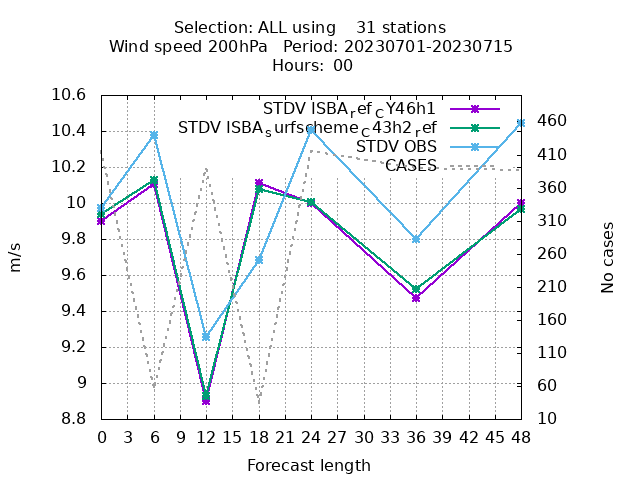 Selection: ALL using    31 stations
Wind speed 200hPa   Period: 20230701-20230715
Hours:  00
STDV ISBA_ref_CY46h1
STDV ISBA_surfscheme_C43h2_ref
STDV OBS
CASES
m/s
10.6
10.4
10.2
10
9.8
9.6
9.4
9.2
9
8.8
No cases
460
410
360
310
260
210
160
110
60
10
0 3 6 9 12 15 18 21 24 27 30 33 36 39 42 45 48
Forecast length